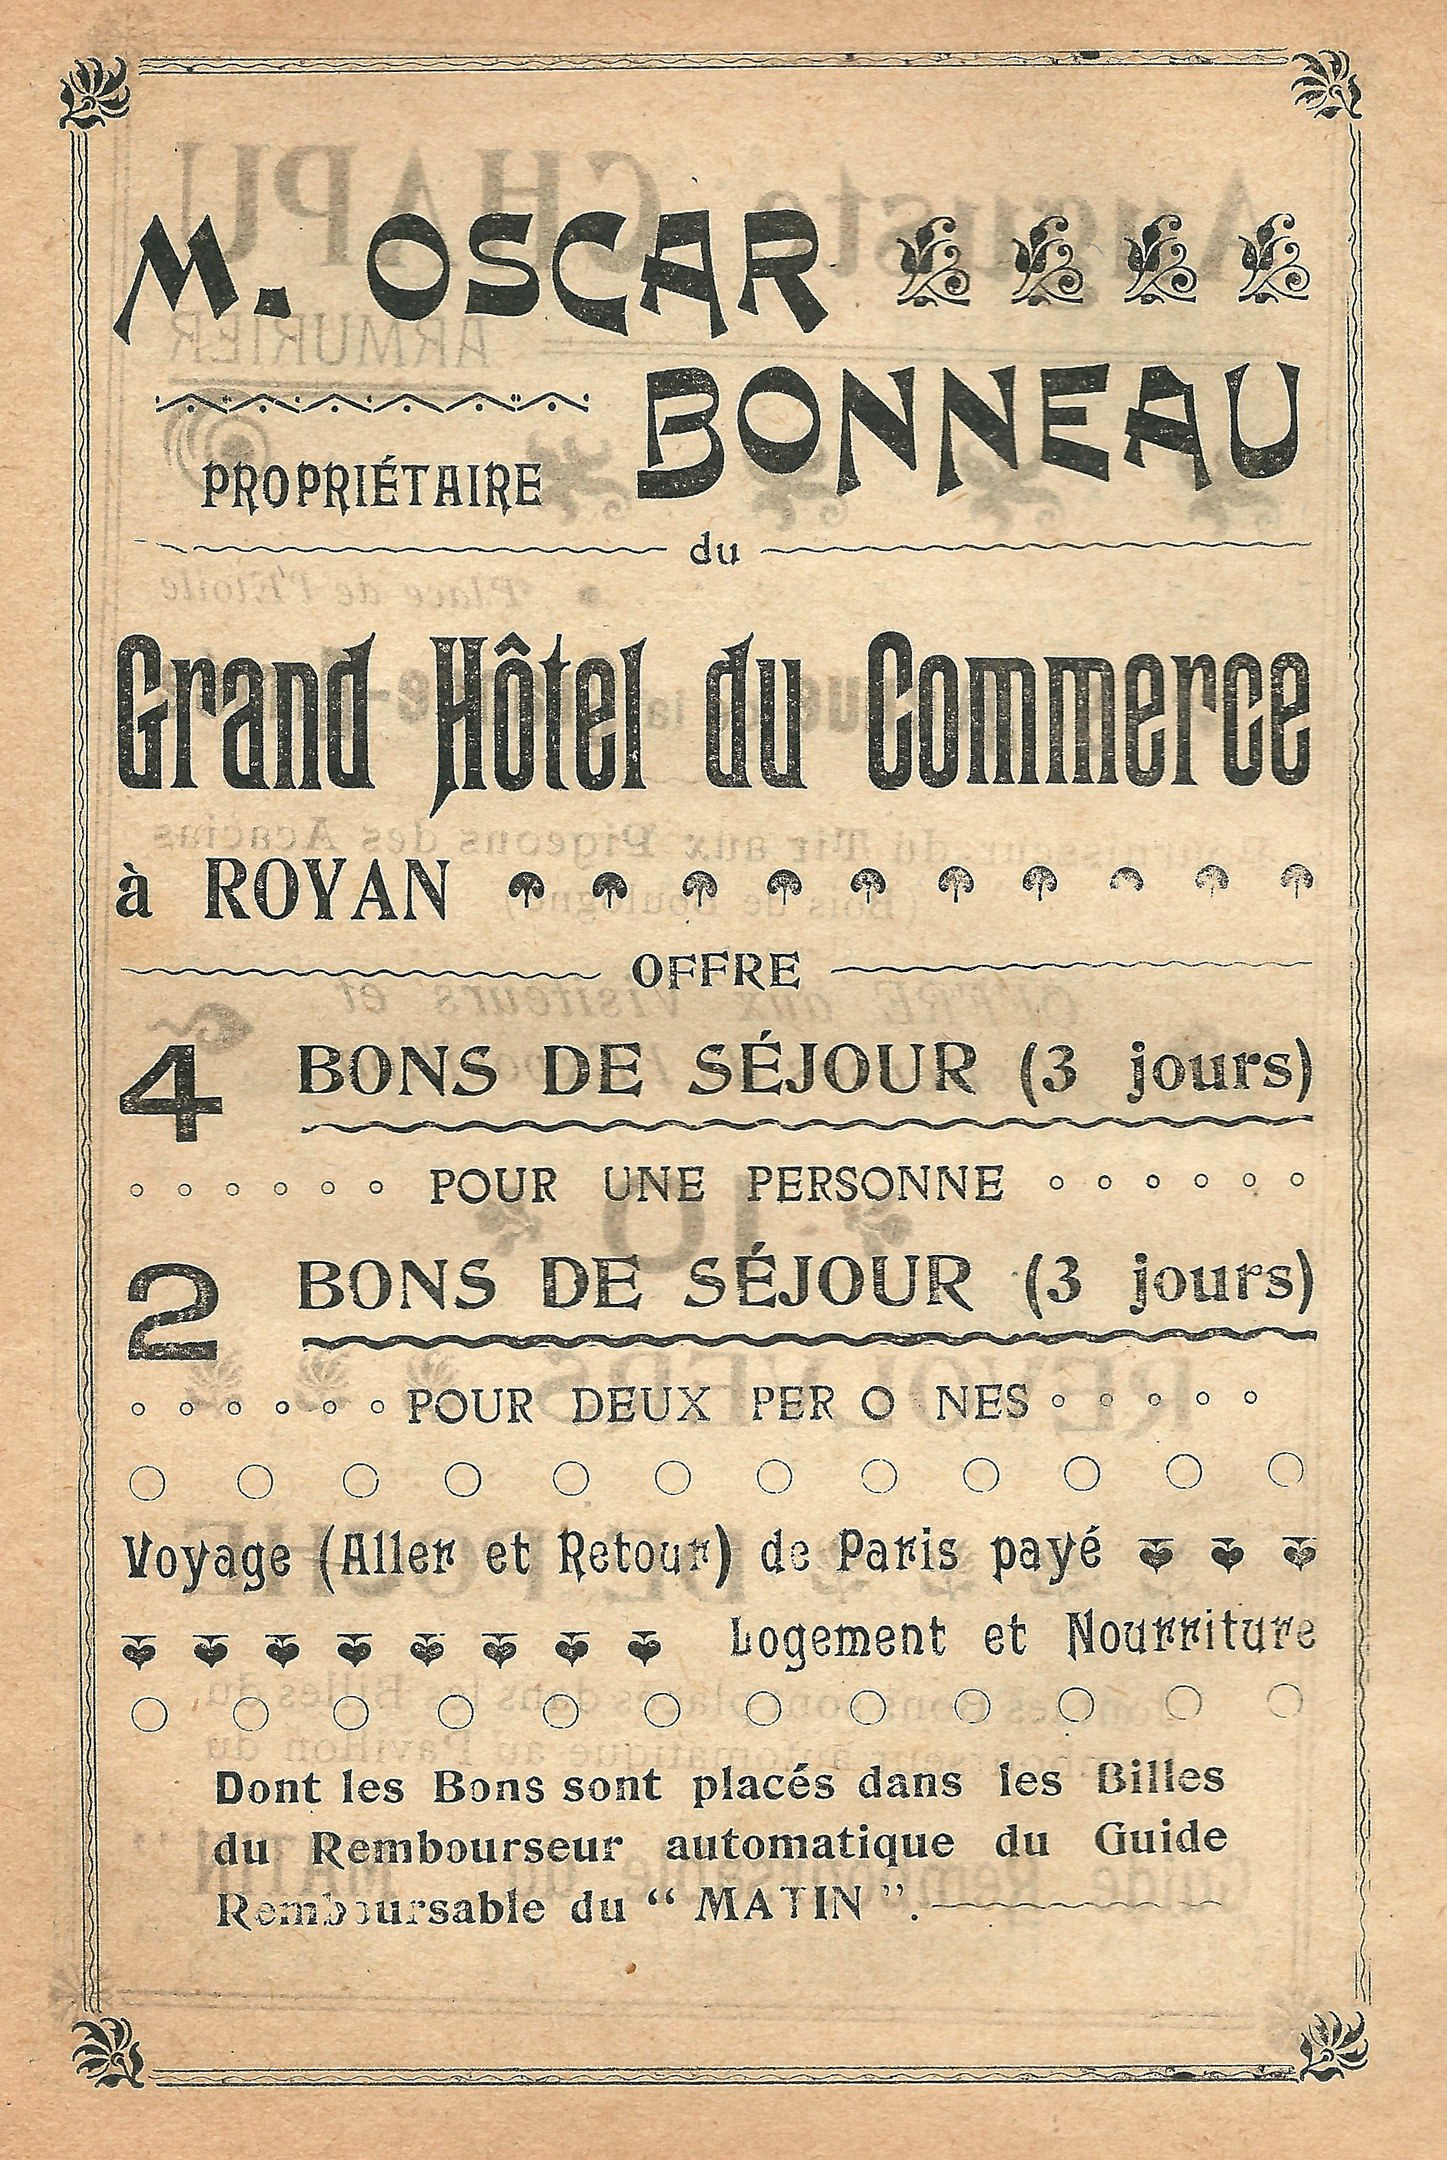 M. OSCAR
BONNEAU
PROPRIÉTAIRE
du
Grand Hôtel du Commerce
à ROYAN
OFFRE
4 BONS DE SÉJOUR (3 jours)
POUR UNE PERSONNE
2 BONS DE SÉJOUR (3 jours)
POUR DEUX PER O NES
Voyage (Aller et Retour) de Paris payé
Logement et Nourriture
Dont les Bons sont placés dans les Billes
du Rembourseur automatique du Guide
Remboursable du “ MATIN ”.